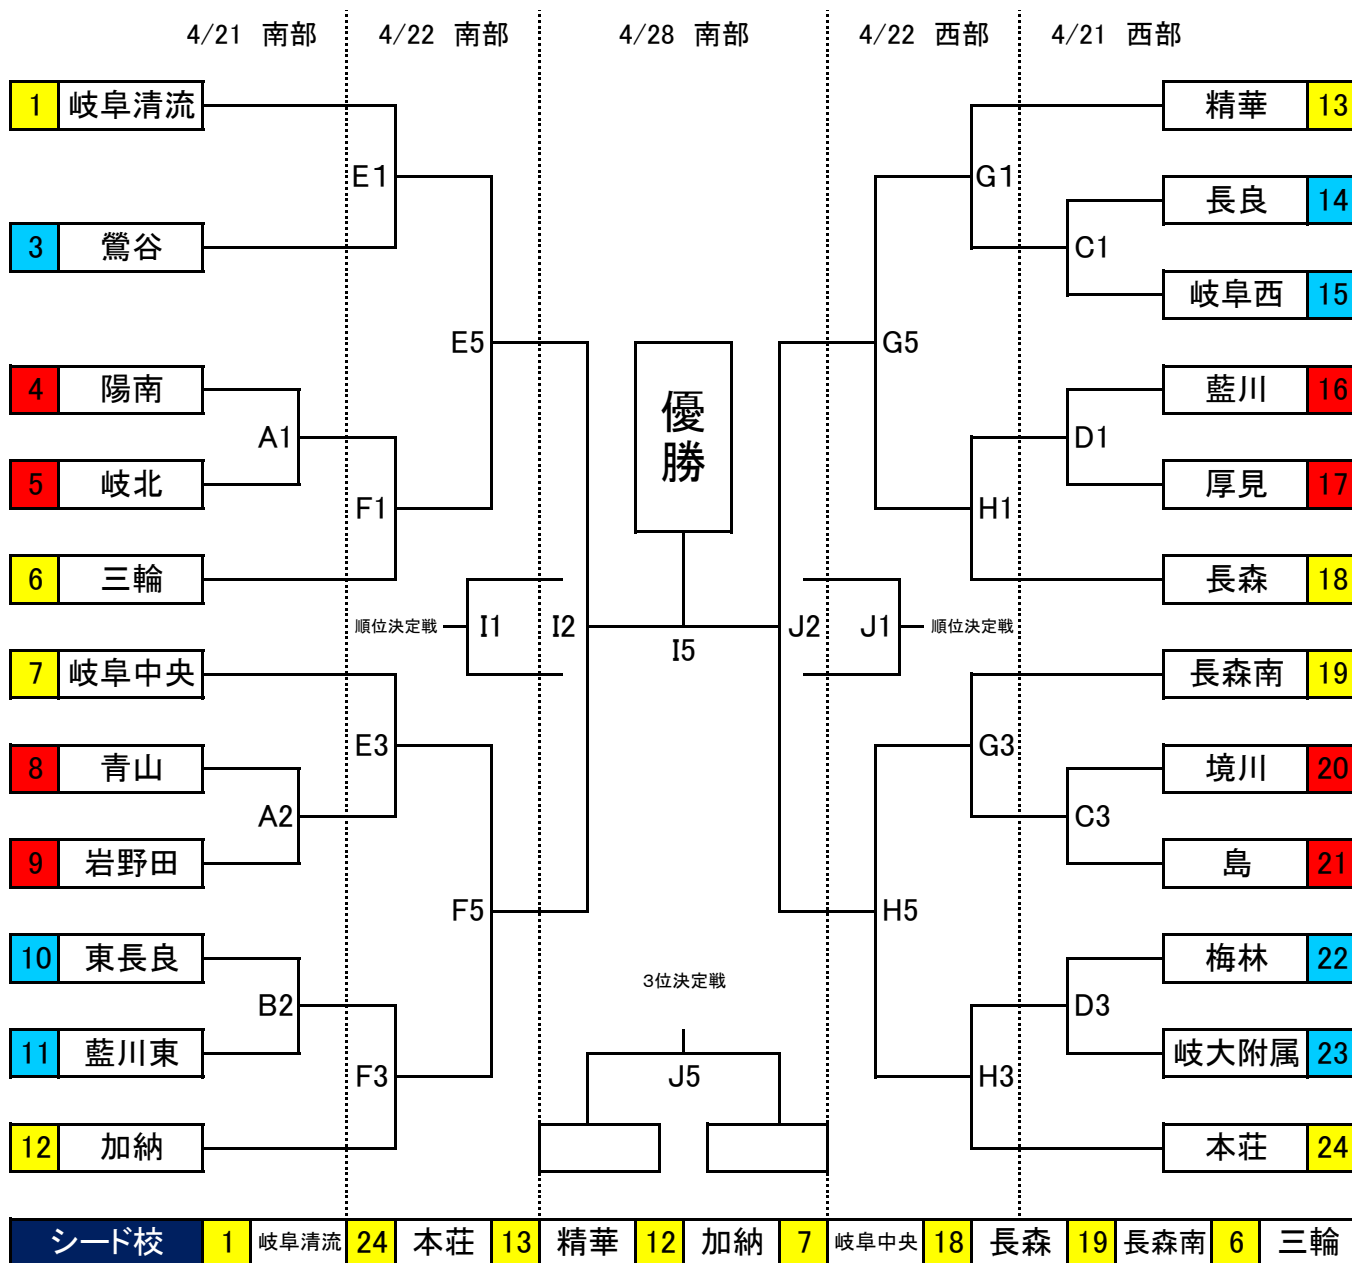 4/21 南部 4/22 南部 4/28 南部 4/22 西部 4/21 西部
1 岐阜清流 精華 13
E1 G1
長良 14
3 鶯谷 C1
岐阜西 15
E5 G5
4 陽南 優勝 藍川 16
A1 D1
5 岐北 厚見 17
F1 H1
6 三輪 長森 18
順位決定戦 I1 I2 I5 J2 J1 順位決定戦
7 岐阜中央 長森南 19
E3 G3
8 青山 境川 20
A2 C3
9 岩野田 島 21
F5 H5
10 東長良 梅林 22
3位決定戦
B2 D3
11 藍川東 岐大附属 23
F3 J5 H3
12 加納 本荘 24
シード校 1 岐阜清流 24 本荘 13 精華 12 加納 7 岐阜中央 18 長森 19 長森南 6 三輪